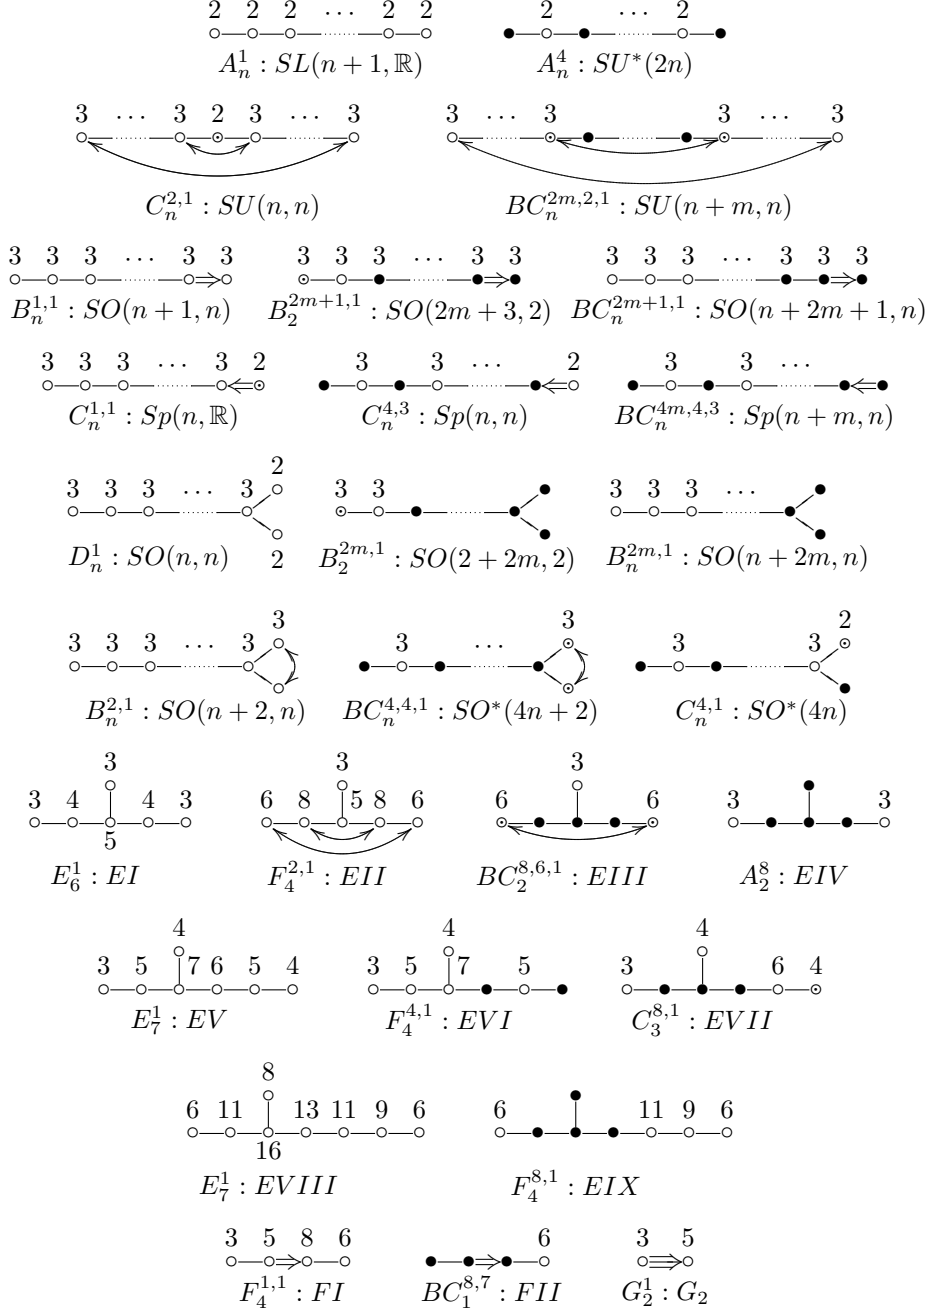 2 2 2 ··· 2 2 2 ··· 2
A_n^1 : SL(n + 1, ℝ) A_n^4 : SU*(2n)
3 ··· 3 2 3 ··· 3 3 ··· 3 3 ··· 3
C_n^{2,1} : SU(n, n) BC_n^{2m,2,1} : SU(n + m, n)
3 3 3 ··· 3 3 3 3 3 ··· 3 3 3 3 3 ··· 3 3 3
B_n^{1,1} : SO(n + 1, n) B_2^{2m+1,1} : SO(2m + 3, 2) BC_n^{2m+1,1} : SO(n + 2m + 1, n)
3 3 3 ··· 3 2 3 3 ··· 2 3 3 ···
C_n^{1,1} : Sp(n, ℝ) C_n^{4,3} : Sp(n, n) BC_n^{4m,4,3} : Sp(n + m, n)
2
3 3 3 ··· 3 3 3 ··· 3 3 3 ···
D_n^1 : SO(n, n) 2 B_2^{2m,1} : SO(2 + 2m, 2) B_n^{2m,1} : SO(n + 2m, n)
3 3 2
3 3 3 ··· 3 3 ··· 3 3
B_n^{2,1} : SO(n + 2, n) BC_n^{4,4,1} : SO*(4n + 2) C_n^{4,1} : SO*(4n)
3 3 3
3 4 4 3 6 8 5 8 6 6 6 3 3
5
E_6^1 : EI F_4^{2,1} : EII BC_2^{8,6,1} : EIII A_2^8 : EIV
4 4 4
3 5 7 6 5 4 3 5 7 5 3 6 4
E_7^1 : EV F_4^{4,1} : EVI C_3^{8,1} : EVII
8
6 11 13 11 9 6 6 11 9 6
16
E_7^1 : EVIII F_4^{8,1} : EIX
3 5 8 6 6 3 5
F_4^{1,1} : FI BC_1^{8,7} : FII G_2^1 : G_2